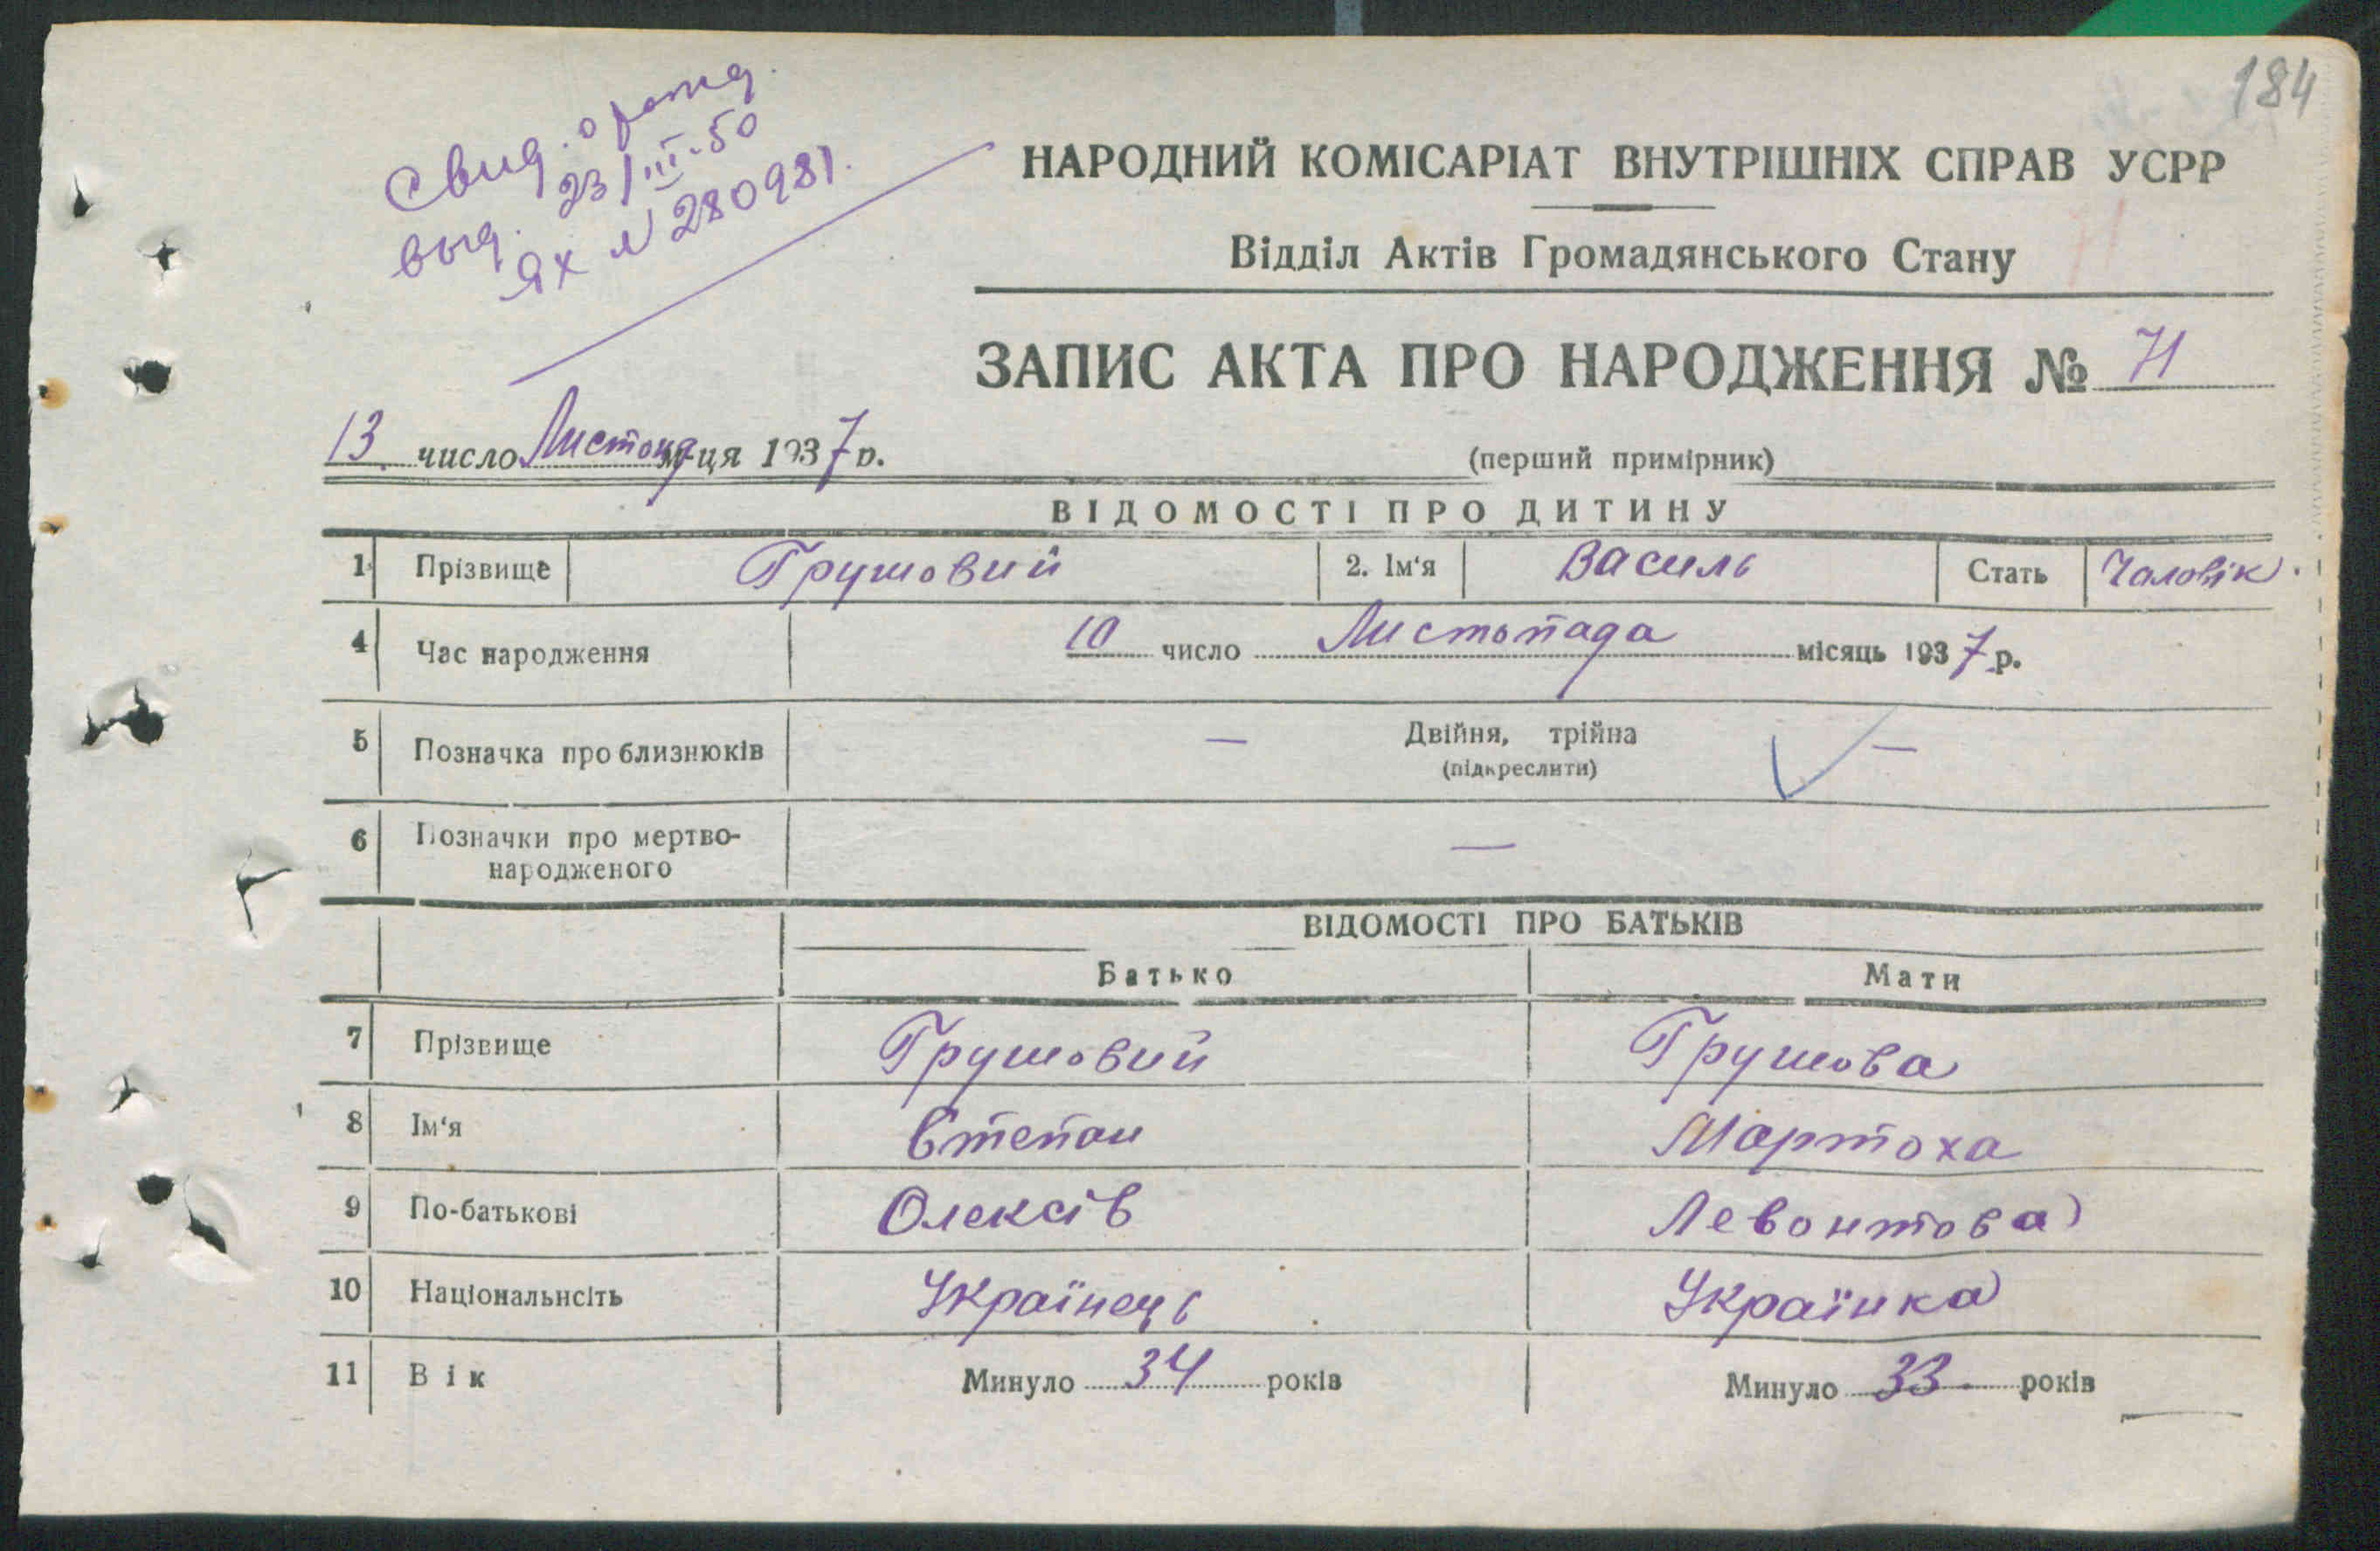 184
Свид. о рожд.
выд. 23/III-50
ЯХ № 280981.
НАРОДНИЙ КОМІСАРІАТ ВНУТРІШНІХ СПРАВ УСРР
Відділ Актів Громадянського Стану
ЗАПИС АКТА ПРО НАРОДЖЕННЯ № 71
13 число Листопад м-ця 1937 р.
(перший примірник)
ВІДОМОСТІ ПРО ДИТИНУ
1 Прізвище Грушовий 2. Ім'я Василь Стать Чоловік.
4 Час народження 10 число Листопада місяць 1937 р.
5 Позначка про близнюків — Двійня, трійна —
(підкреслити)
6 Позначки про мертво-
народженого —
ВІДОМОСТІ ПРО БАТЬКІВ
Батько Мати
7 Прізвище Грушовий Грушова
8 Ім'я Степан Мартоха
9 По-батькові Олексів Левонтова
10 Національнсіть Українець Українка
11 Вік Минуло 34 років Минуло 33 років